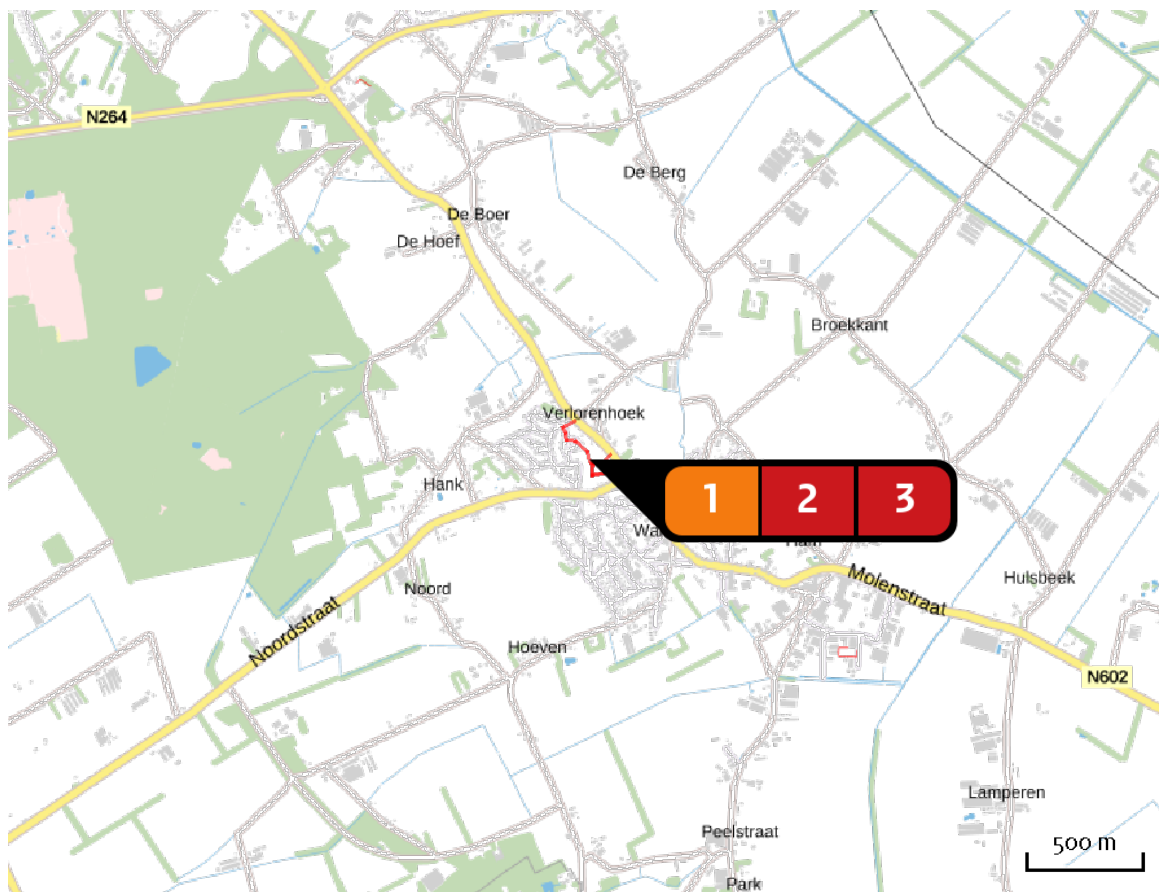 N264
De Berg
De Boer
De Hoef
Broekkant
Verlorenhoek
Hank
1 2 3
Molenstraat
Hulsbeek
Noord
Noordstraat
Hoeven
N602
Lamperen
Peelstraat
500 m
Park